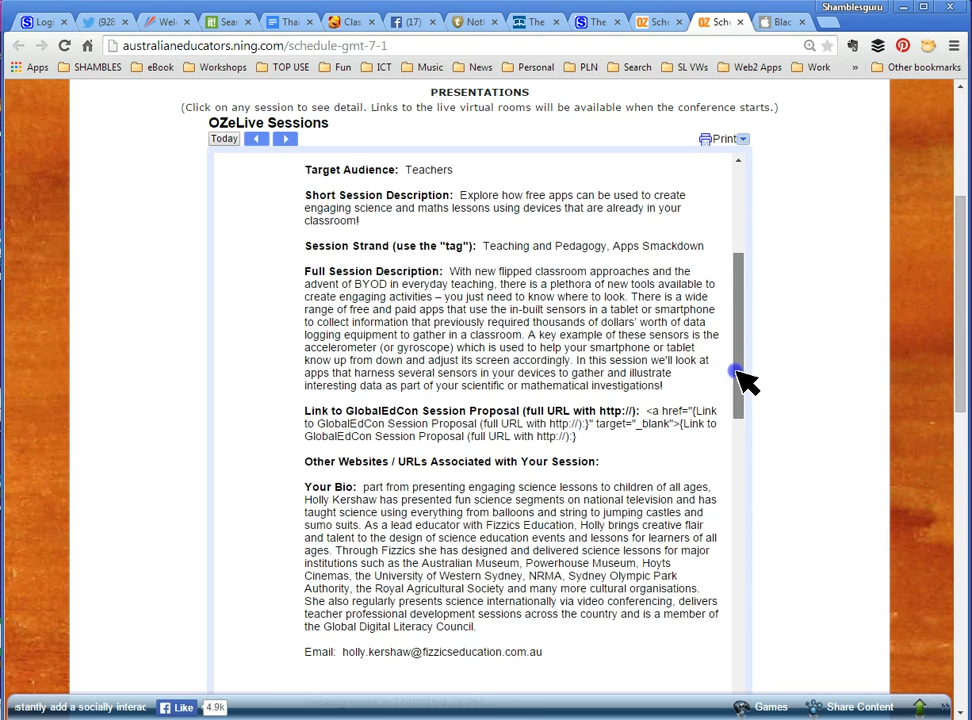 Shamblesguru
Logi
(928
Wel
Sea
Thai
Clas
(17)
Noti
The
The
Sch
Sch
Blac
australianeducators.ning.com/schedule-gmt-7-1
Apps SHAMBLES eBook Workshops TOP USE Fun ICT Music News Personal PLN Search SL VWs Web2 Apps Work » Other bookmarks
PRESENTATIONS
(Click on any session to see detail. Links to the live virtual rooms will be available when the conference starts.)
OZeLive Sessions
Today
Print
Target Audience: Teachers
Short Session Description: Explore how free apps can be used to create
engaging science and maths lessons using devices that are already in your
classroom!
Session Strand (use the "tag"): Teaching and Pedagogy, Apps Smackdown
Full Session Description: With new flipped classroom approaches and the
advent of BYOD in everyday teaching, there is a plethora of new tools available to
create engaging activities – you just need to know where to look. There is a wide
range of free and paid apps that use the in-built sensors in a tablet or smartphone
to collect information that previously required thousands of dollars' worth of data
logging equipment to gather in a classroom. A key example of these sensors is the
accelerometer (or gyroscope) which is used to help your smartphone or tablet
know up from down and adjust its screen accordingly. In this session we'll look at
apps that harness several sensors in your devices to gather and illustrate
interesting data as part of your scientific or mathematical investigations!
Link to GlobalEdCon Session Proposal (full URL with http://): <a href="{Link
to GlobalEdCon Session Proposal (full URL with http://):}" target="_blank">{Link to
GlobalEdCon Session Proposal (full URL with http://):}
Other Websites / URLs Associated with Your Session:
Your Bio: part from presenting engaging science lessons to children of all ages,
Holly Kershaw has presented fun science segments on national television and has
taught science using everything from balloons and string to jumping castles and
sumo suits. As a lead educator with Fizzics Education, Holly brings creative flair
and talent to the design of science education events and lessons for learners of all
ages. Through Fizzics she has designed and delivered science lessons for major
institutions such as the Australian Museum, Powerhouse Museum, Hoyts
Cinemas, the University of Western Sydney, NRMA, Sydney Olympic Park
Authority, the Royal Agricultural Society and many more cultural organisations.
She also regularly presents science internationally via video conferencing, delivers
teacher professional development sessions across the country and is a member of
the Global Digital Literacy Council.
Email: holly.kershaw@fizzicseducation.com.au
stantly add a socially interac
Like 4.9k
Games
Share Content